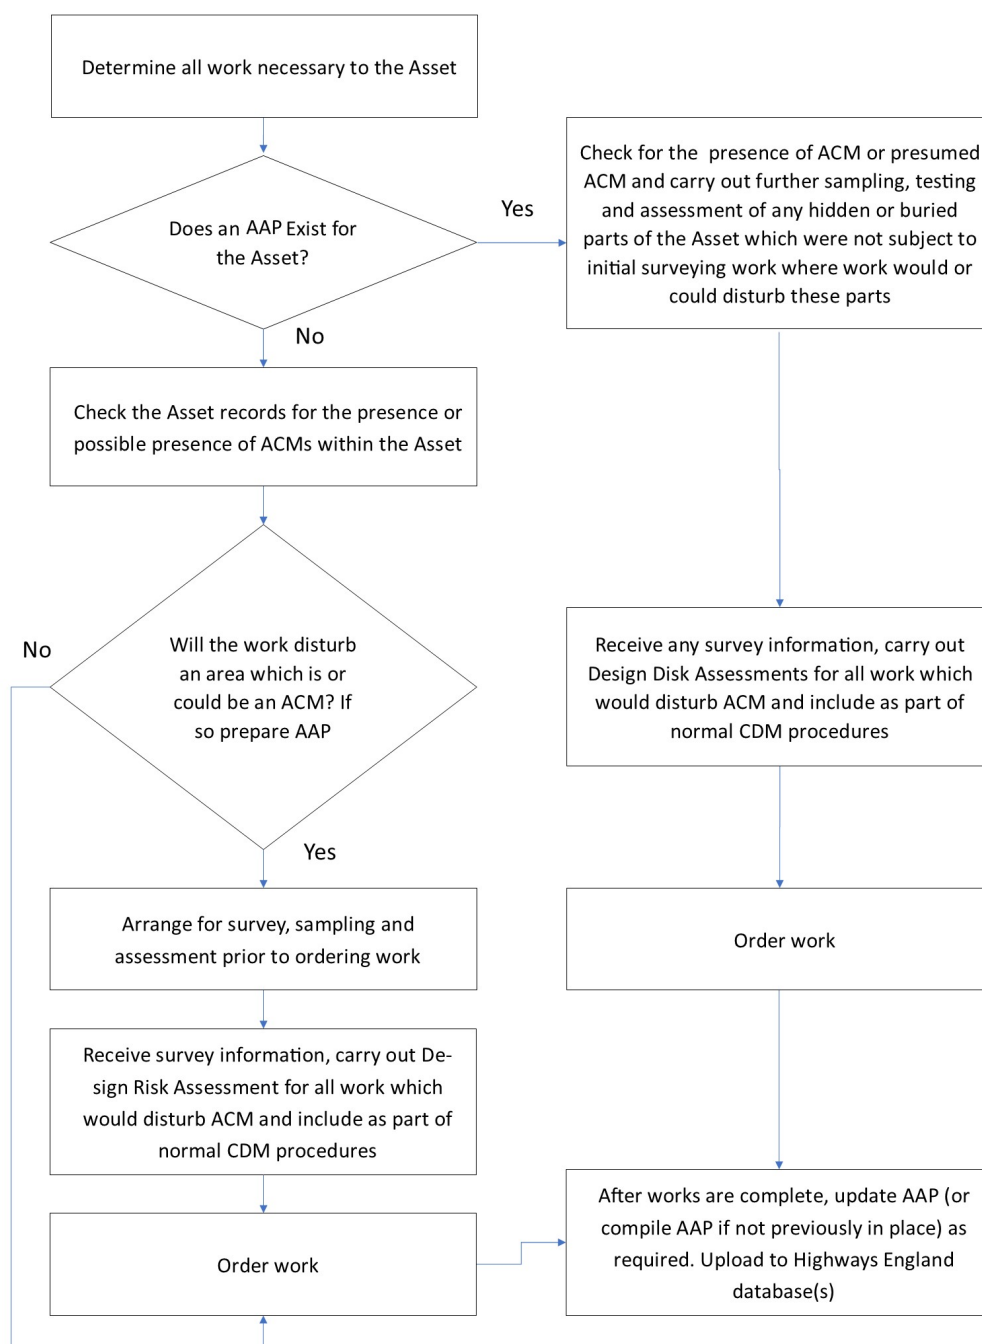 Determine all work necessary to the Asset
Does an AAP Exist for
the Asset?
Yes
Check for the presence of ACM or presumed
ACM and carry out further sampling, testing
and assessment of any hidden or buried
parts of the Asset which were not subject to
initial surveying work where work would or
could disturb these parts
No
Check the Asset records for the presence or
possible presence of ACMs within the Asset
No
Will the work disturb
an area which is or
could be an ACM? If
so prepare AAP
Receive any survey information, carry out
Design Disk Assessments for all work which
would disturb ACM and include as part of
normal CDM procedures
Yes
Arrange for survey, sampling and
assessment prior to ordering work
Order work
Receive survey information, carry out De-
sign Risk Assessment for all work which
would disturb ACM and include as part of
normal CDM procedures
Order work
After works are complete, update AAP (or
compile AAP if not previously in place) as
required. Upload to Highways England
database(s)